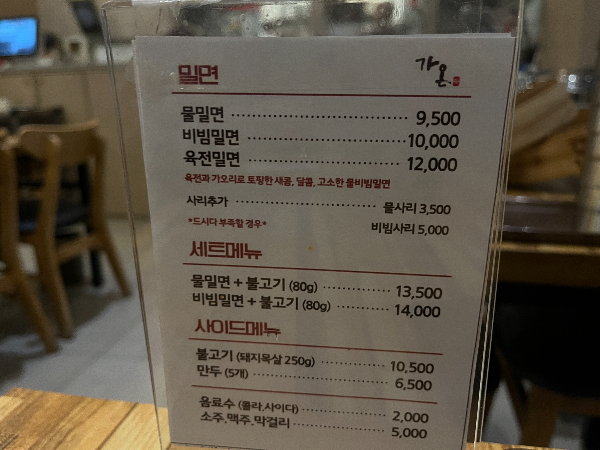 밀면
가온
물밀면 9,500
비빔밀면 10,000
육전밀면 12,000
육전과 가오리로 토핑한 새콤, 달콤, 고소한 물비빔밀면
사리추가 물사리 3,500
*드시다 부족할 경우* 비빔사리 5,000
세트메뉴
물밀면 + 불고기 (80g) 13,500
비빔밀면 + 불고기 (80g) 14,000
사이드메뉴
불고기 (돼지목살 250g) 10,500
만두 (5개) 6,500
음료수 (콜라,사이다) 2,000
소주.맥주.막걸리 5,000